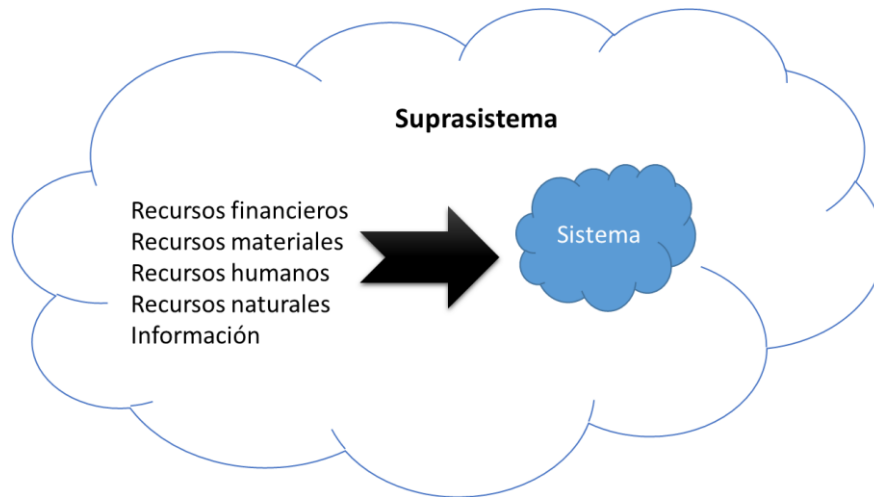 Suprasistema
Recursos financieros
Recursos materiales
Recursos humanos
Recursos naturales
Información
Sistema